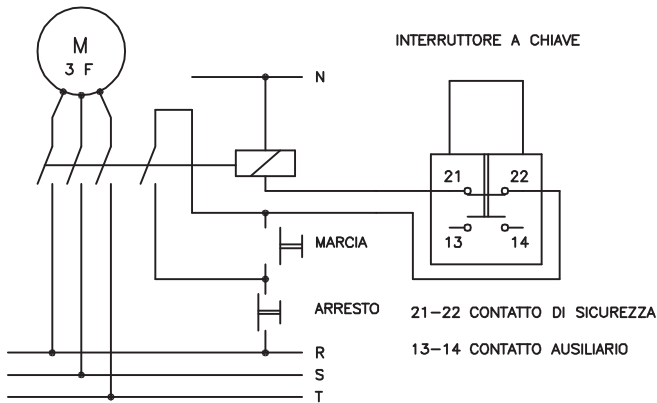 M
3 F
INTERRUTTORE A CHIAVE
N
21 22
13 14
MARCIA
ARRESTO
21-22 CONTATTO DI SICUREZZA
13-14 CONTATTO AUSILIARIO
R
S
T